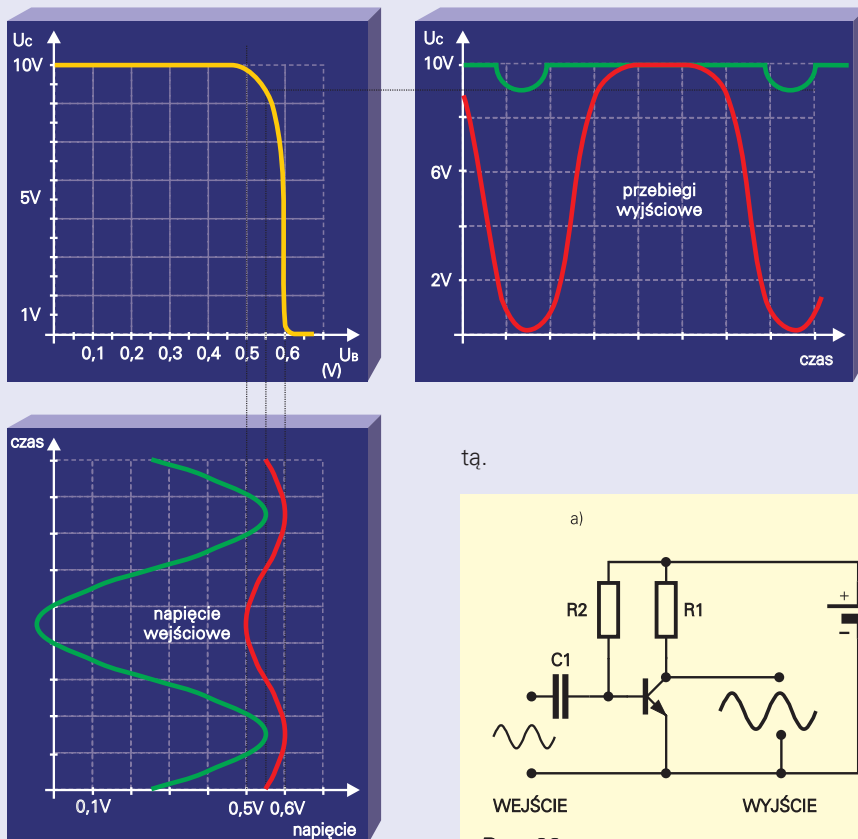 Uc
10V
5V
1V
0,1 0,2 0,3 0,4 0,5 0,6 UB
(V)
Uc
10V
6V
2V
przebiegi
wyjściowe
czas
czas
napięcie
wejściowe
0,1V 0,5V 0,6V
napięcie
tą.
a)
R2 R1
+
−
C1
WEJŚCIE WYJŚCIE